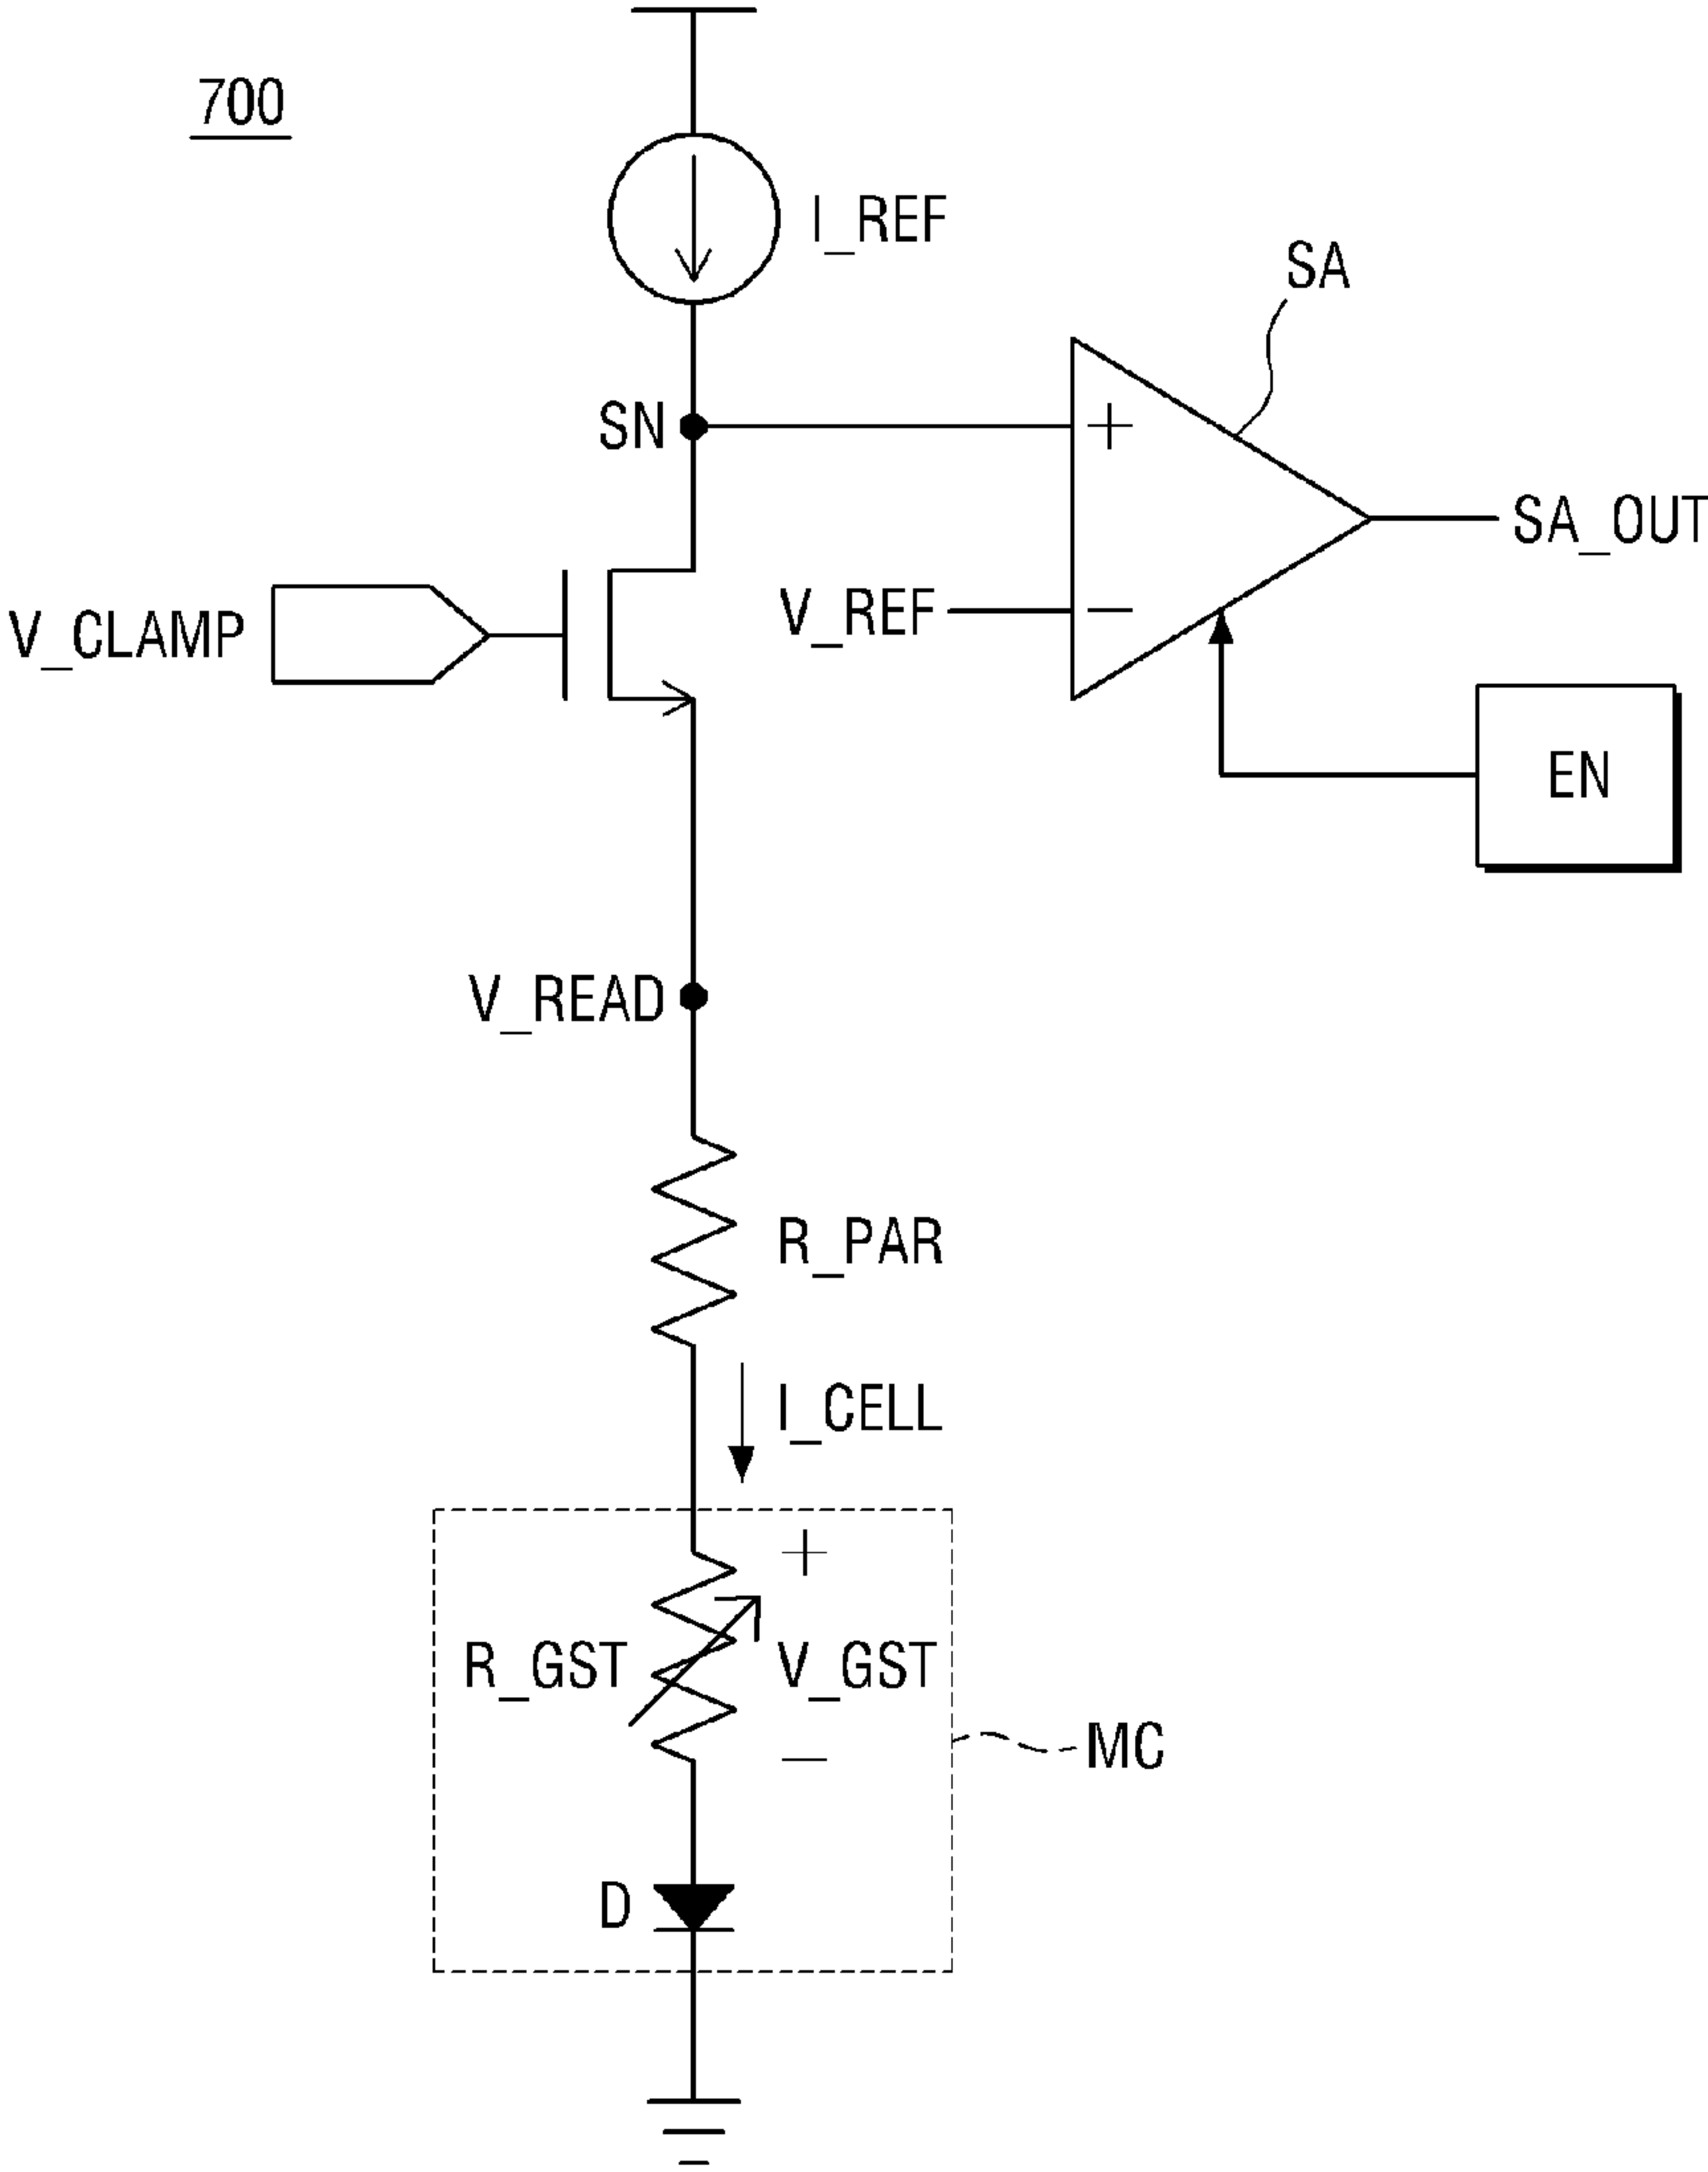 700
I_REF
SA
SN
+
SA_OUT
V_CLAMP
V_REF
−
EN
V_READ
R_PAR
I_CELL
+
R_GST
V_GST
−
MC
D